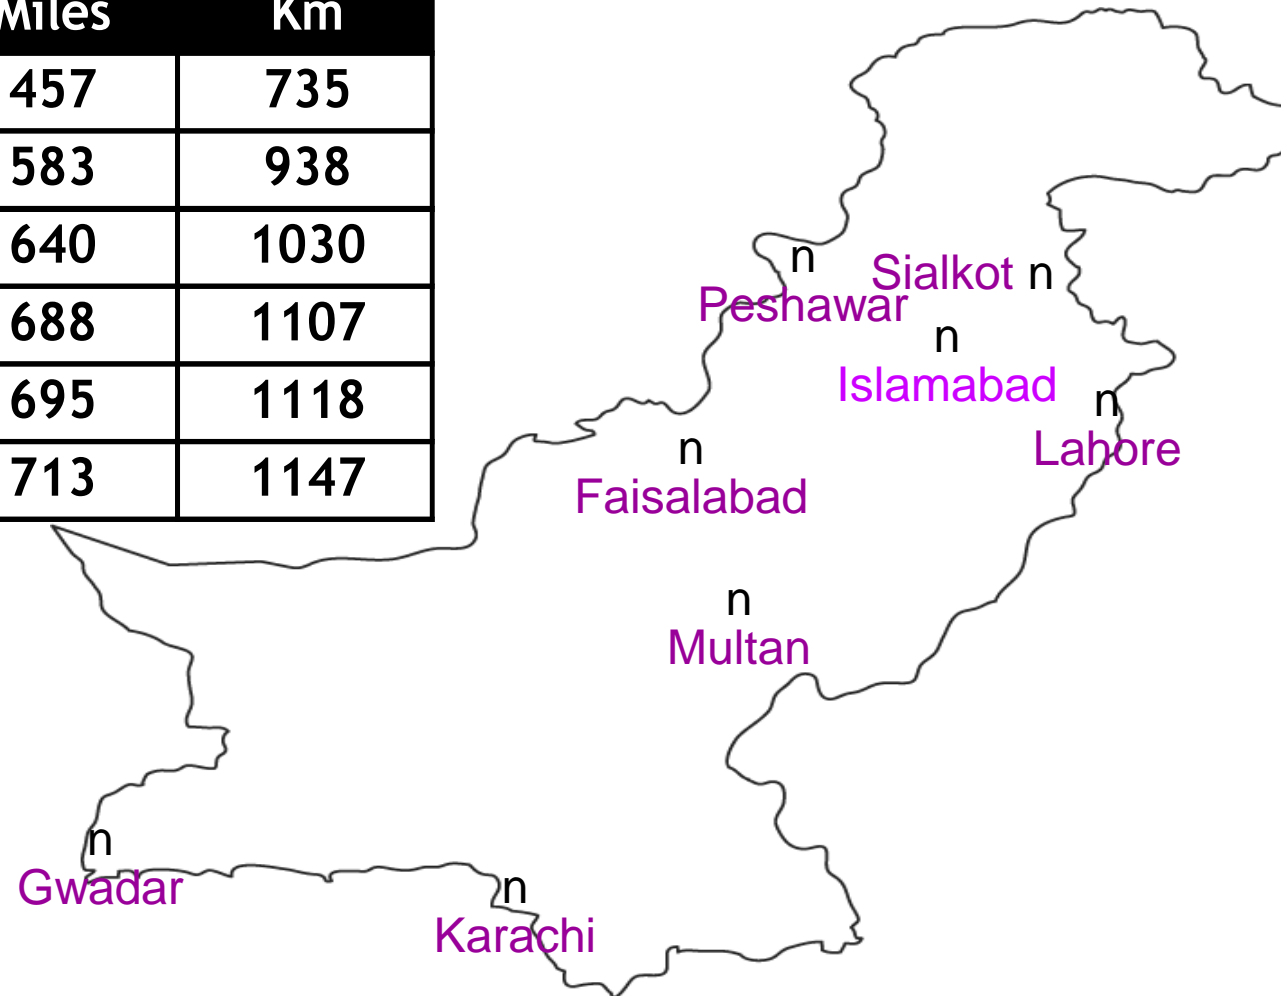 Miles Km
457 735
583 938
640 1030
688 1107
695 1118
713 1147
n
Peshawar
Sialkot n
n
Islamabad
n
Lahore
n
Faisalabad
n
Multan
n
Gwadar
n
Karachi